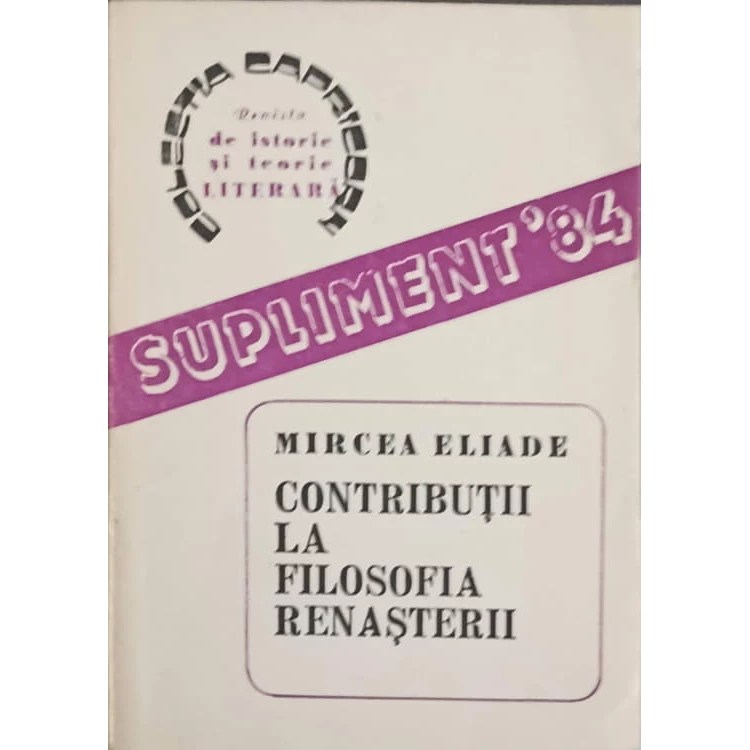 COLECȚIA CAPRICORN
Revista
de istorie
și teorie
LITERARĂ
SUPLIMENT '84
MIRCEA ELIADE
CONTRIBUȚII
LA
FILOSOFIA
RENAȘTERII